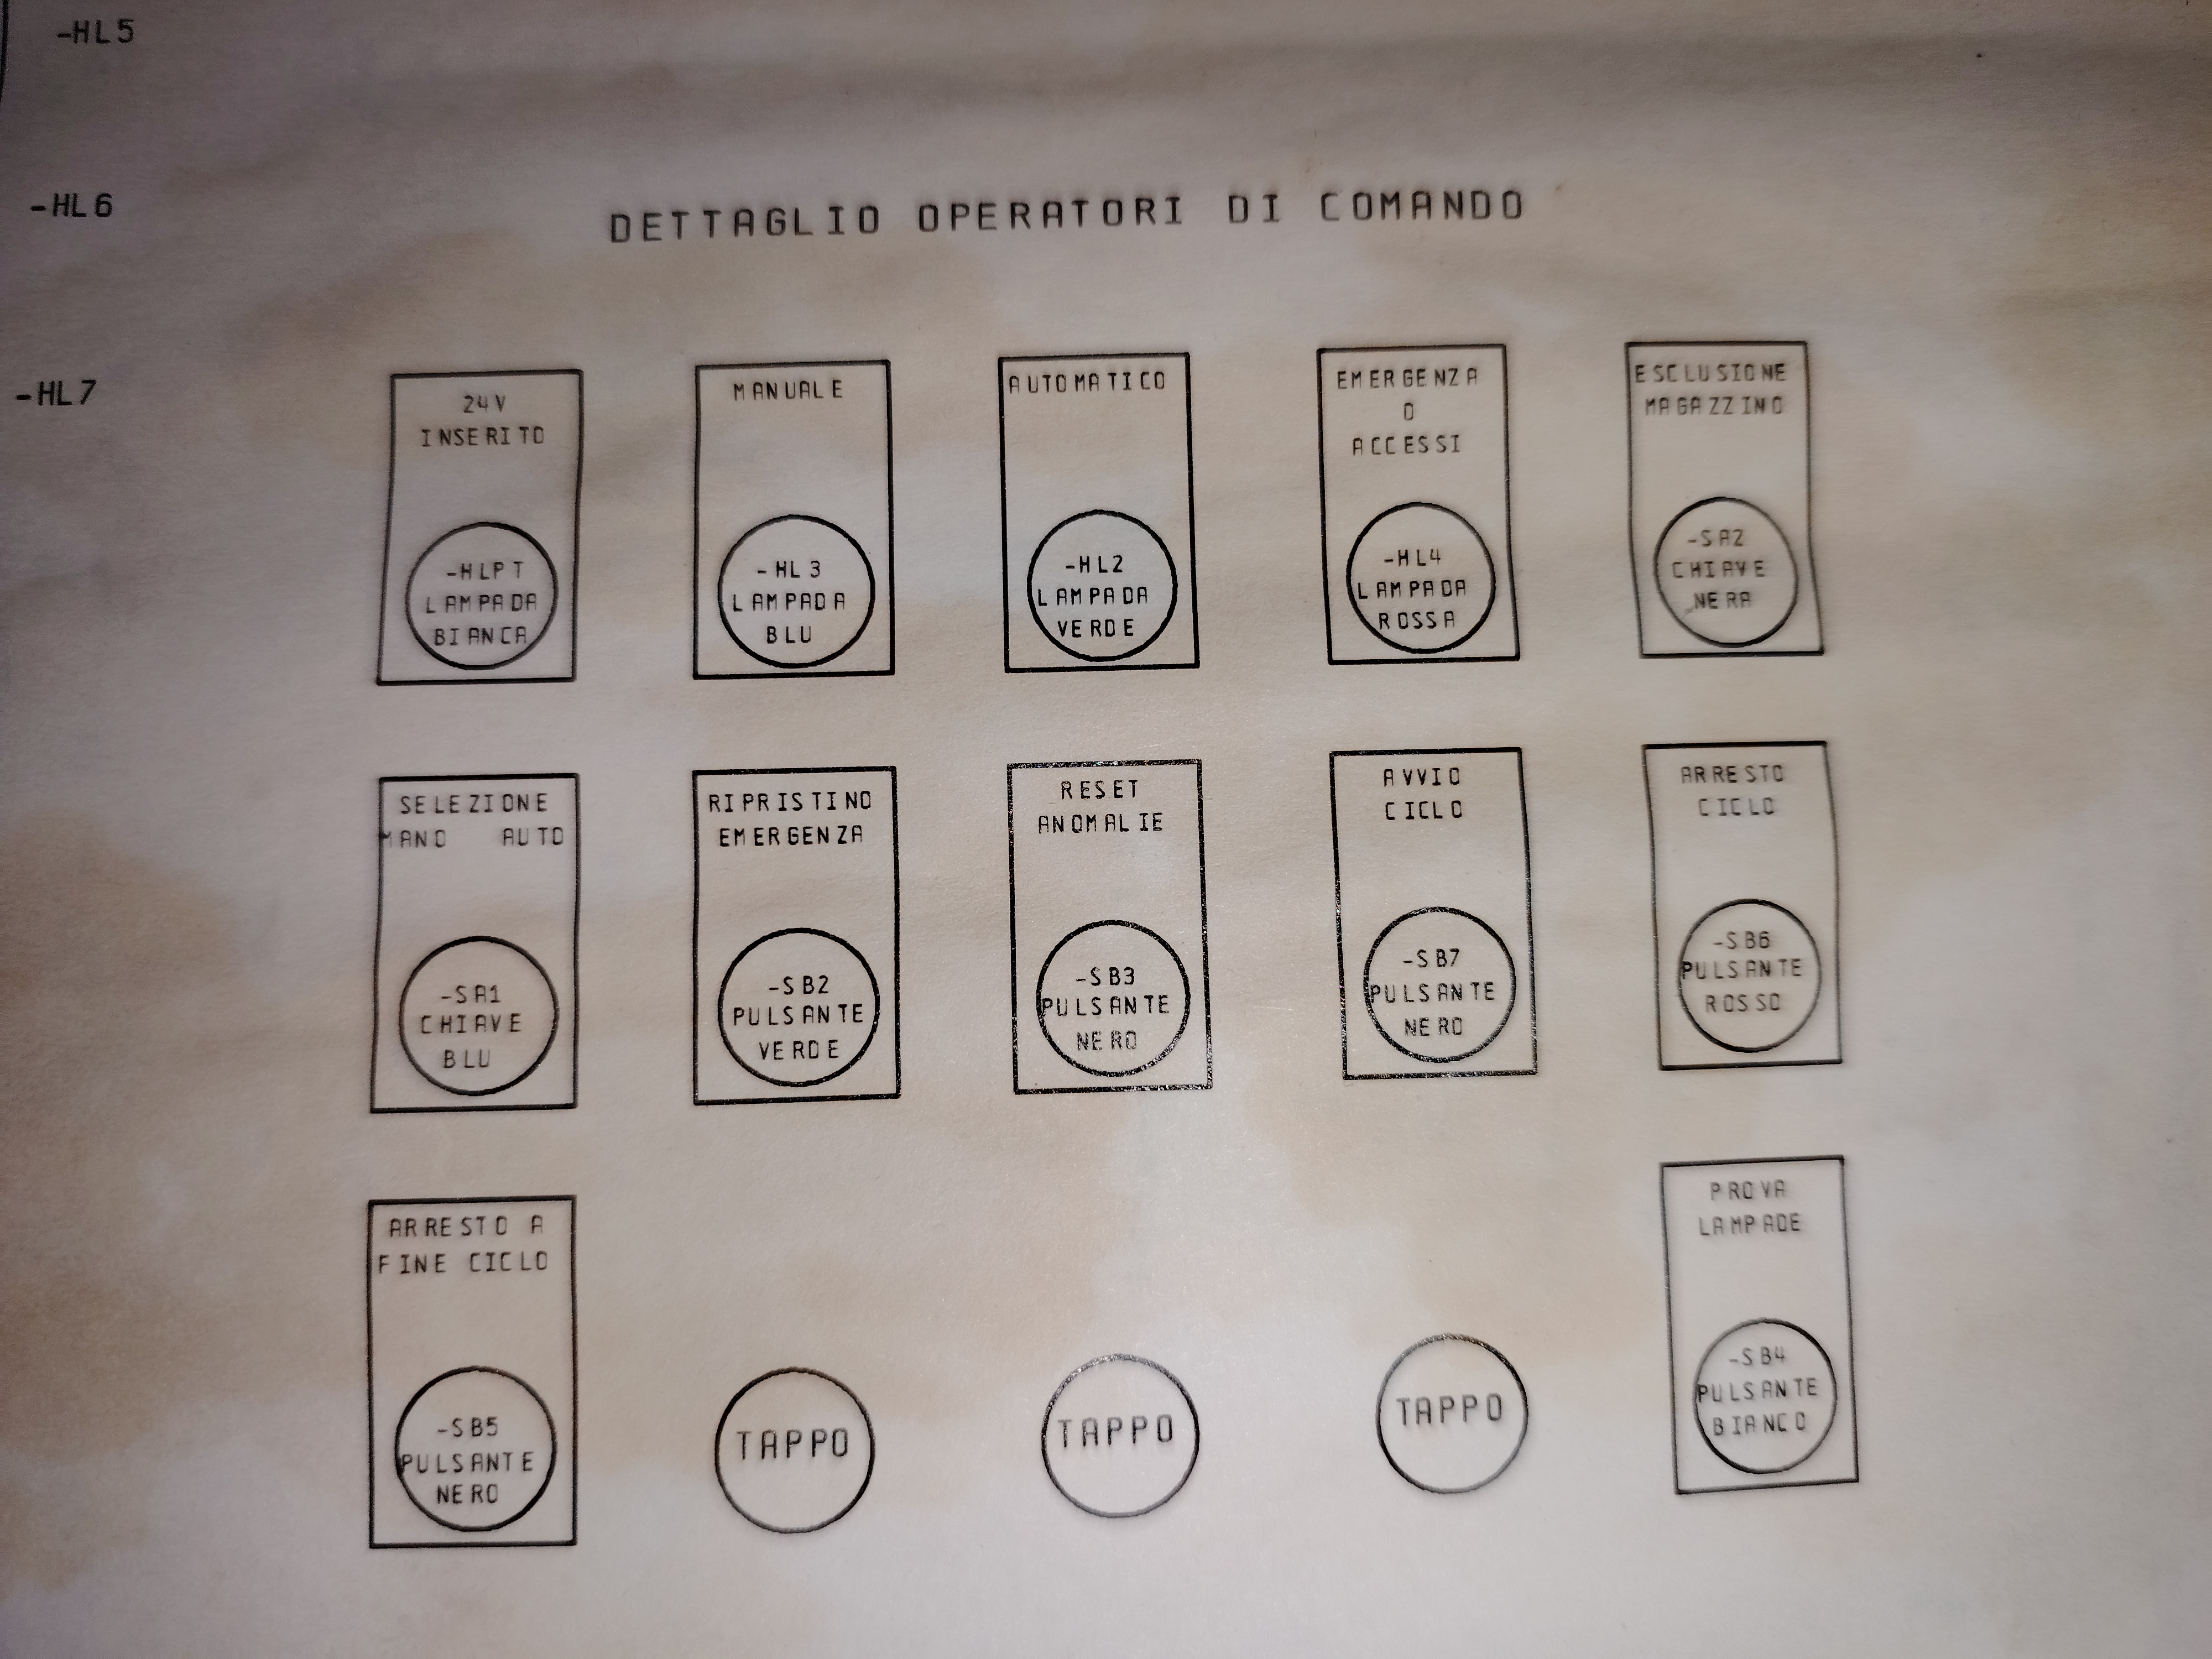 -HL5
-HL6
DETTAGLIO OPERATORI DI COMANDO
-HL7
24V
INSERITO
-HLPT
LAMPADA
BIANCA
MANUALE
-HL3
LAMPADA
BLU
AUTOMATICO
-HL2
LAMPADA
VERDE
EMERGENZA
O
ACCESSI
-HL4
LAMPADA
ROSSA
ESCLUSIONE
MAGAZZINO
-SA2
CHIAVE
NERA
SELEZIONE
MANO AUTO
-SA1
CHIAVE
BLU
RIPRISTINO
EMERGENZA
-SB2
PULSANTE
VERDE
RESET
ANOMALIE
-SB3
PULSANTE
NERO
AVVIO
CICLO
-SB7
PULSANTE
NERO
ARRESTO
CICLO
-SB6
PULSANTE
ROSSO
ARRESTO A
FINE CICLO
-SB5
PULSANTE
NERO
TAPPO
TAPPO
TAPPO
PROVA
LAMPADE
-SB4
PULSANTE
BIANCO